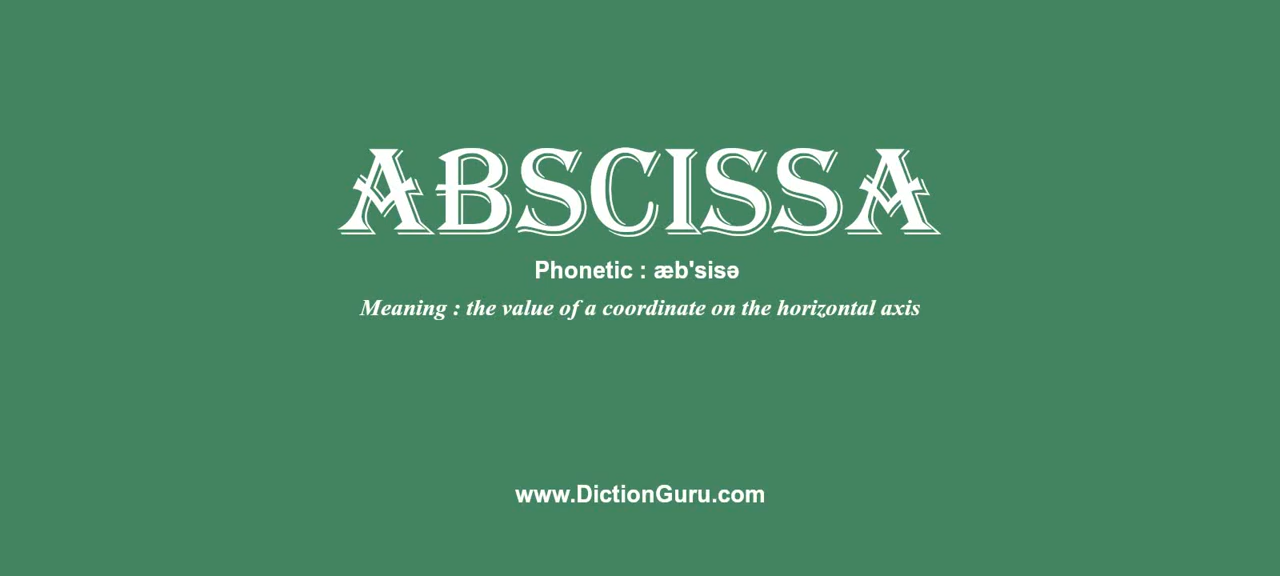 ABSCISSA
Phonetic : æb'sisə
Meaning : the value of a coordinate on the horizontal axis
www.DictionGuru.com